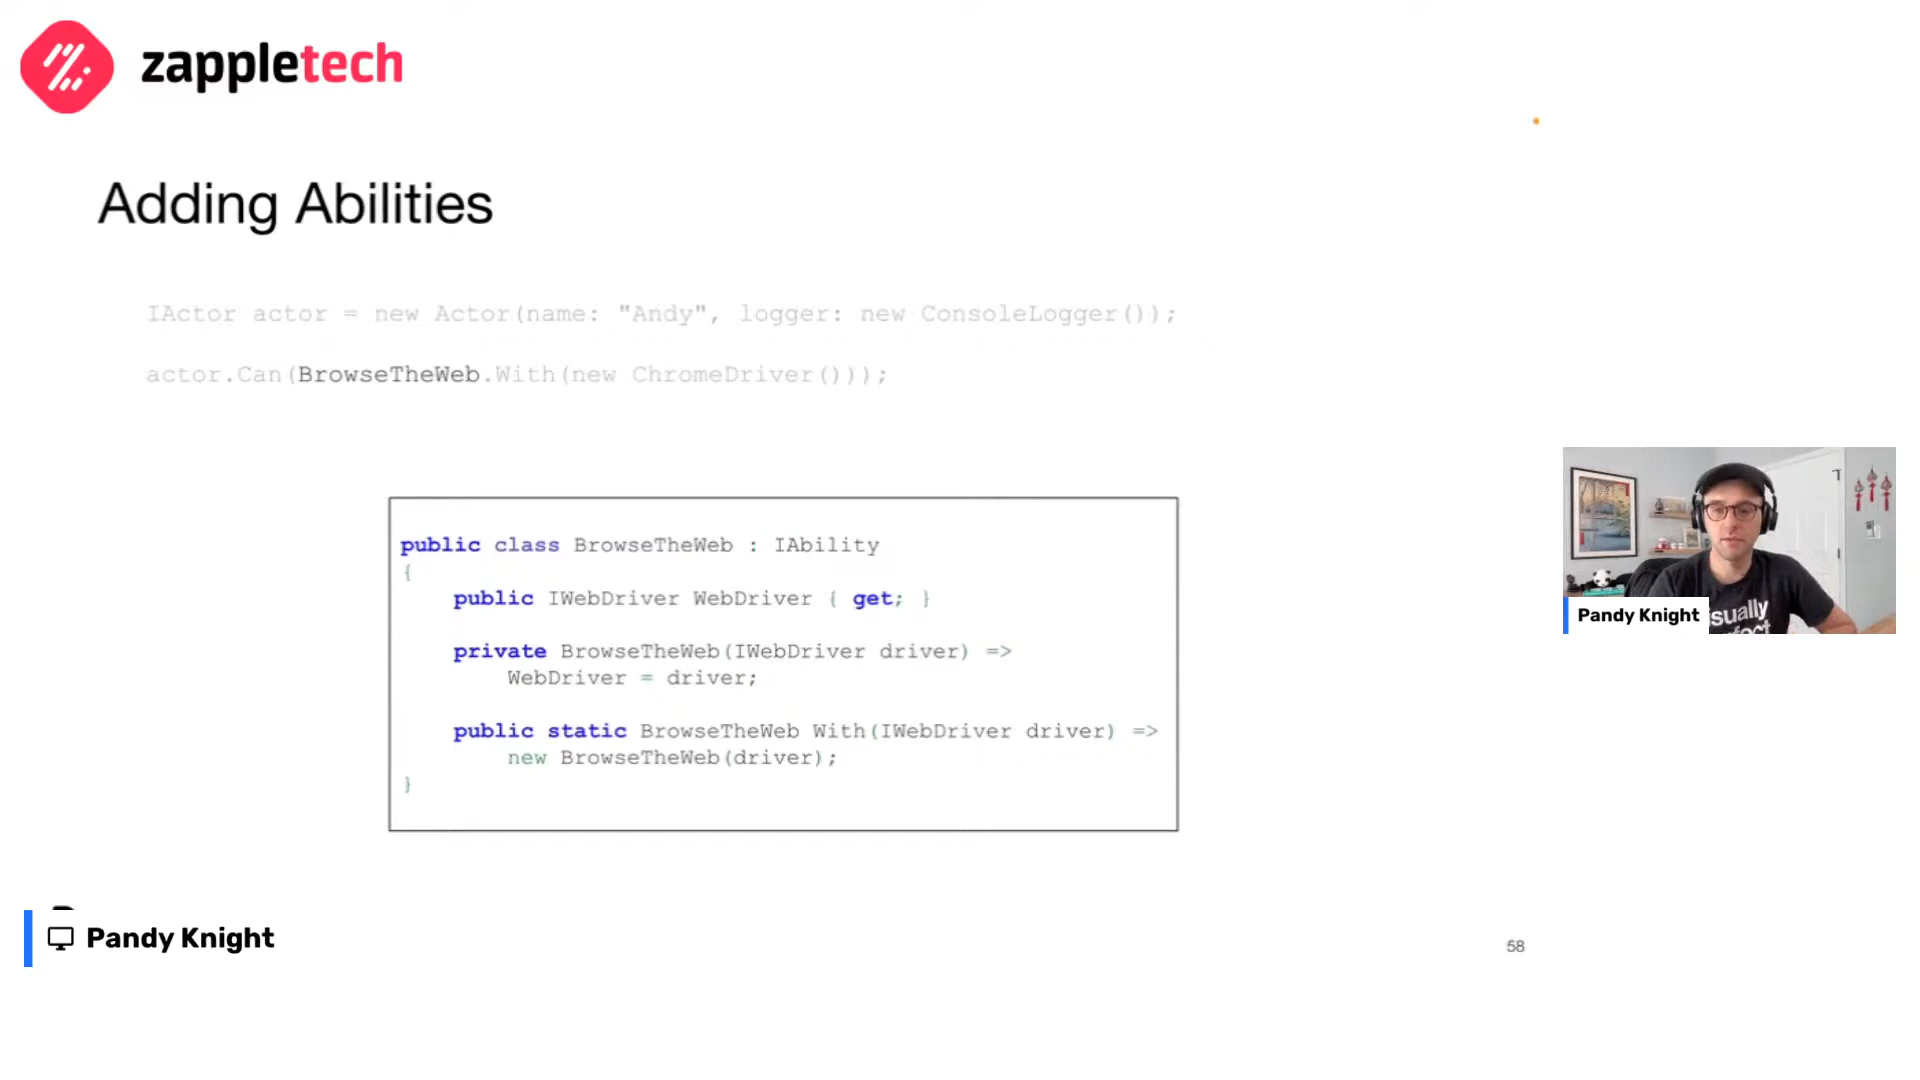 zappletech
Adding Abilities
IActor actor = new Actor(name: "Andy", logger: new ConsoleLogger());
actor.Can(BrowseTheWeb.With(new ChromeDriver()));
public class BrowseTheWeb : IAbility
{
public IWebDriver WebDriver { get; }
private BrowseTheWeb(IWebDriver driver) =>
WebDriver = driver;
public static BrowseTheWeb With(IWebDriver driver) =>
new BrowseTheWeb(driver);
}
Pandy Knight
Pandy Knight
58